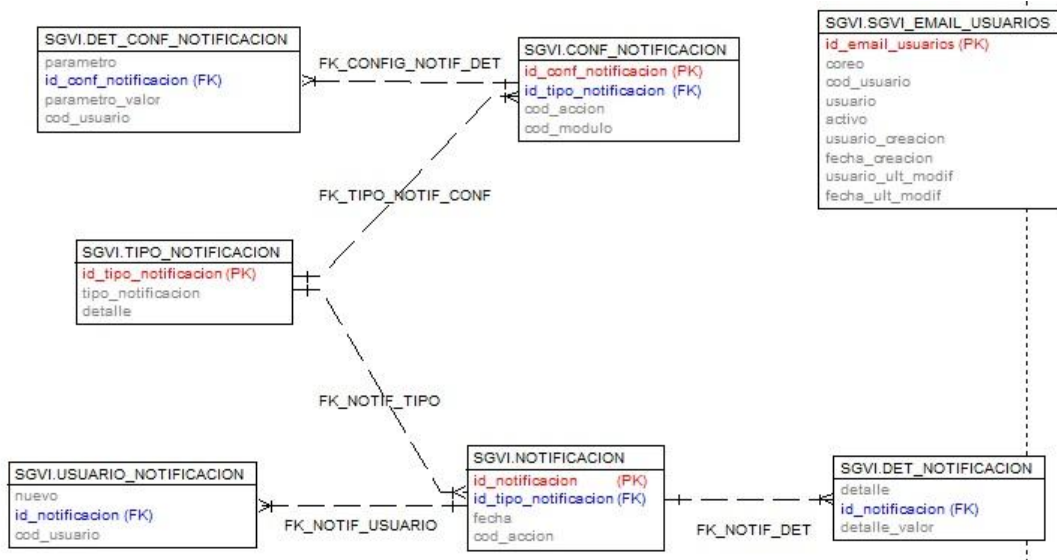 SGVI.DET_CONF_NOTIFICACION
parametro
id_conf_notificacion (FK)
parametro_valor
cod_usuario
FK_CONFIG_NOTIF_DET
SGVI.CONF_NOTIFICACION
id_conf_notificacion (PK)
id_tipo_notificacion (FK)
cod_accion
cod_modulo
SGVI.SGVI_EMAIL_USUARIOS
id_email_usuarios (PK)
coreo
cod_usuario
usuario
activo
usuario_creacion
fecha_creacion
usuario_ult_modif
fecha_ult_modif
FK_TIPO_NOTIF_CONF
SGVI.TIPO_NOTIFICACION
id_tipo_notificacion (PK)
tipo_notificacion
detalle
FK_NOTIF_TIPO
SGVI.USUARIO_NOTIFICACION
nuevo
id_notificacion (FK)
cod_usuario
FK_NOTIF_USUARIO
SGVI.NOTIFICACION
id_notificacion (PK)
id_tipo_notificacion (FK)
fecha
cod_accion
FK_NOTIF_DET
SGVI.DET_NOTIFICACION
detalle
id_notificacion (FK)
detalle_valor